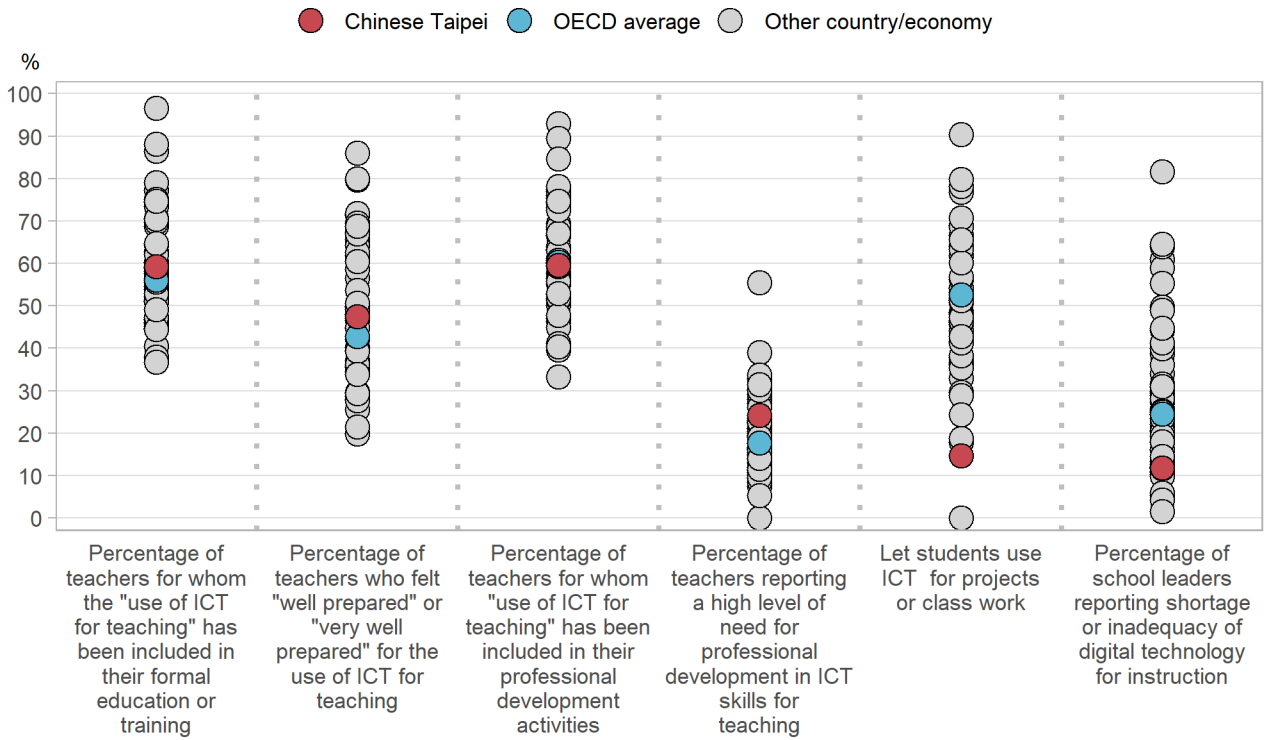 Chinese Taipei OECD average Other country/economy
%
100
90
80
70
60
50
40
30
20
10
0
Percentage of
teachers for whom
the "use of ICT
for teaching" has
been included in
their formal
education or
training
Percentage of
teachers who felt
"well prepared" or
"very well
prepared" for the
use of ICT for
teaching
Percentage of
teachers for whom
"use of ICT for
teaching" has been
included in their
professional
development
activities
Percentage of
teachers reporting
a high level of
need for
professional
development in ICT
skills for
teaching
Let students use
ICT  for projects
or class work
Percentage of
school leaders
reporting shortage
or inadequacy of
digital technology
for instruction